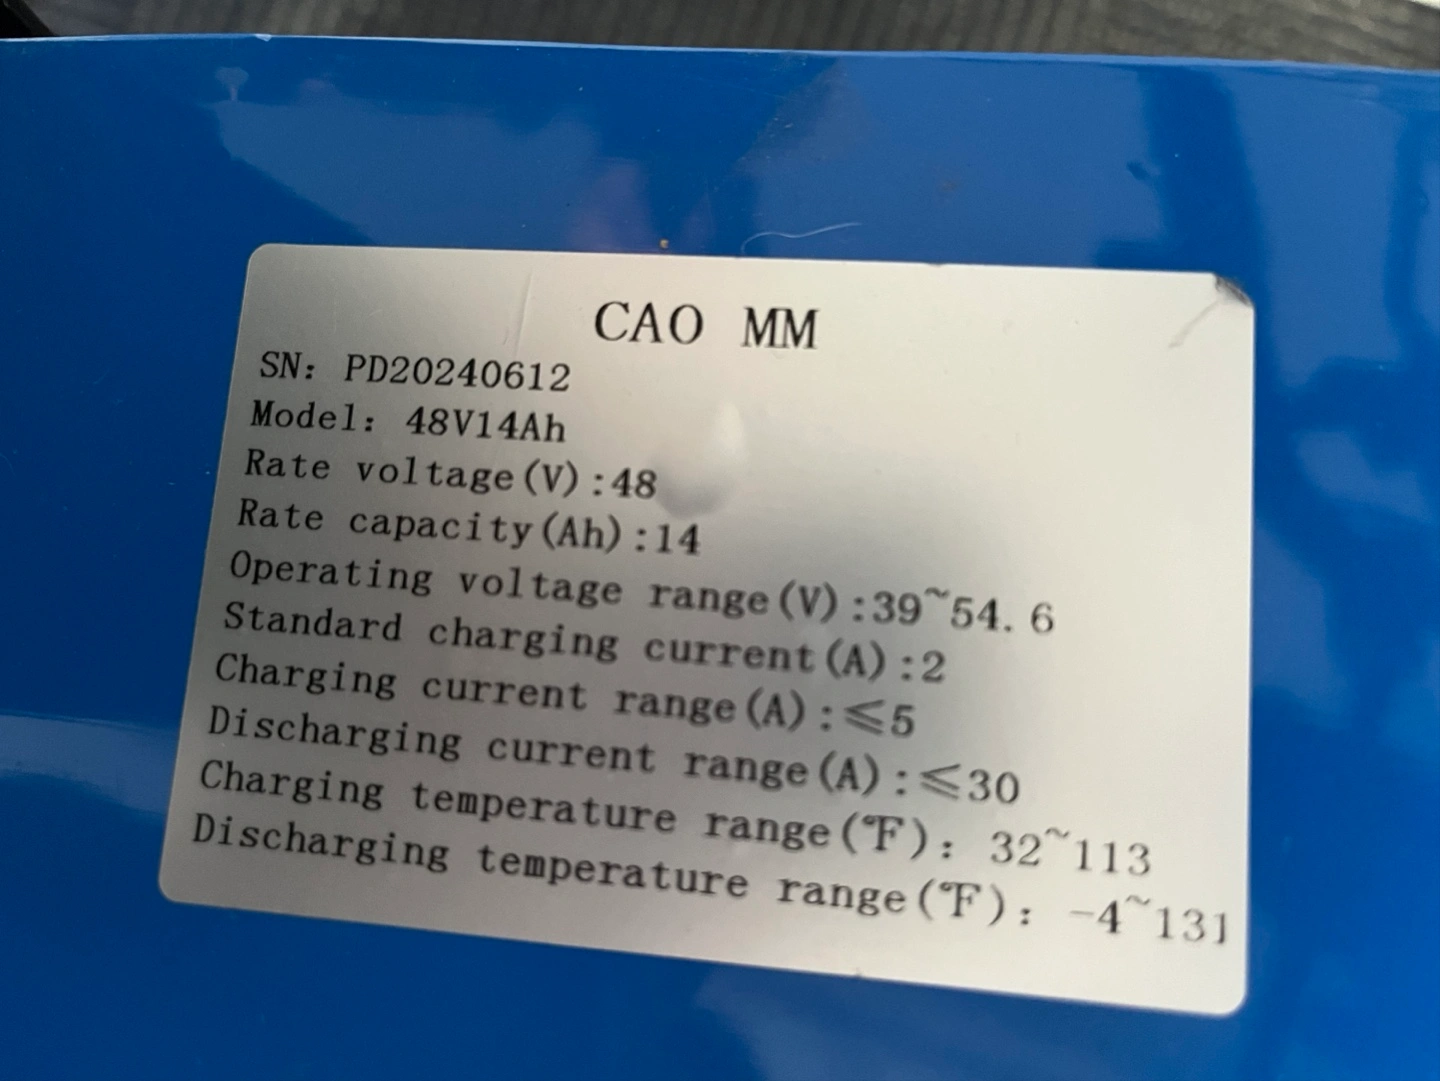 CAO MM
SN: PD20240612
Model: 48V14Ah
Rate voltage(V):48
Rate capacity(Ah):14
Operating voltage range(V):39~54.6
Standard charging current(A):2
Charging current range(A):≤5
Discharging current range(A):≤30
Charging temperature range(℉): 32~113
Discharging temperature range(℉): -4~131